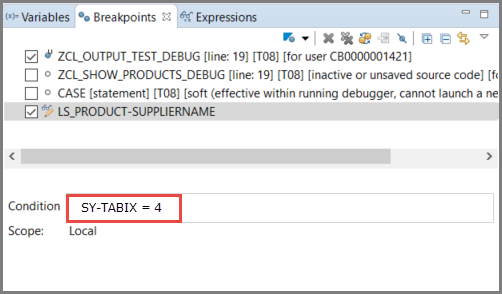 (x)= Variables Breakpoints Expressions
ZCL_OUTPUT_TEST_DEBUG [line: 19] [T08] [for user CB0000001421]
ZCL_SHOW_PRODUCTS_DEBUG [line: 19] [T08] [inactive or unsaved source code] [fo
CASE [statement] [T08] [soft (effective within running debugger, cannot launch a ne
LS_PRODUCT-SUPPLIERNAME
Condition SY-TABIX = 4
Scope: Local